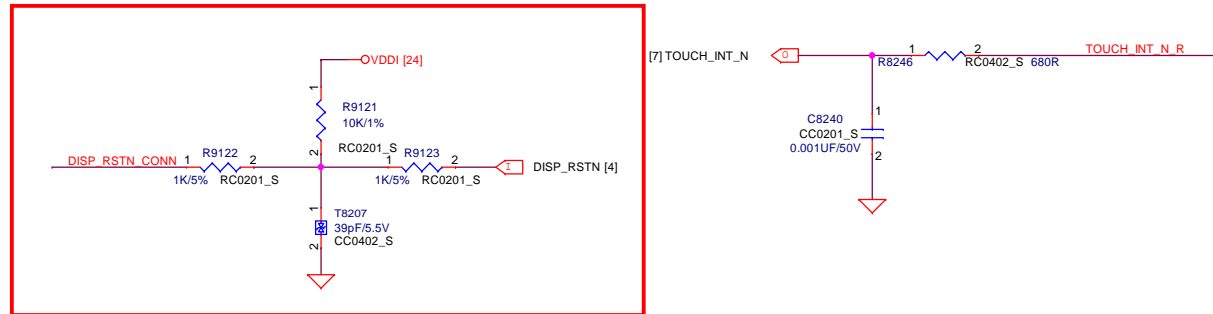 VDDI [24]
1
R9121
10K/1%
2
RC0201_S
DISP_RSTN_CONN
1
R9122
2
1K/5%
RC0201_S
1
R9123
2
1K/5%
RC0201_S
I
DISP_RSTN [4]
1
T8207
39pF/5.5V
CC0402_S
2
[7] TOUCH_INT_N
O
1
2
R8246
RC0402_S
680R
TOUCH_INT_N_R
1
C8240
CC0201_S
0.001UF/50V
2